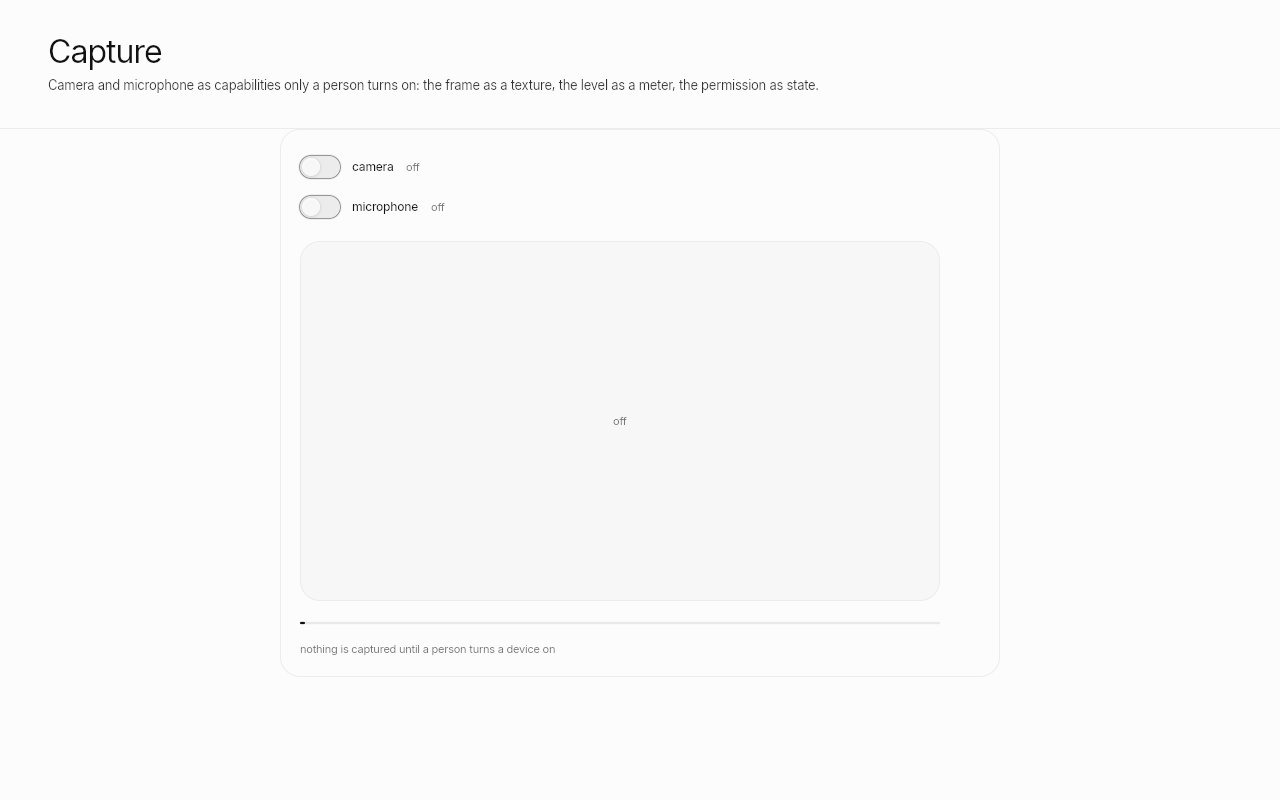 Capture
Camera and microphone as capabilities only a person turns on: the frame as a texture, the level as a meter, the permission as state.
camera off
microphone off
off
nothing is captured until a person turns a device on